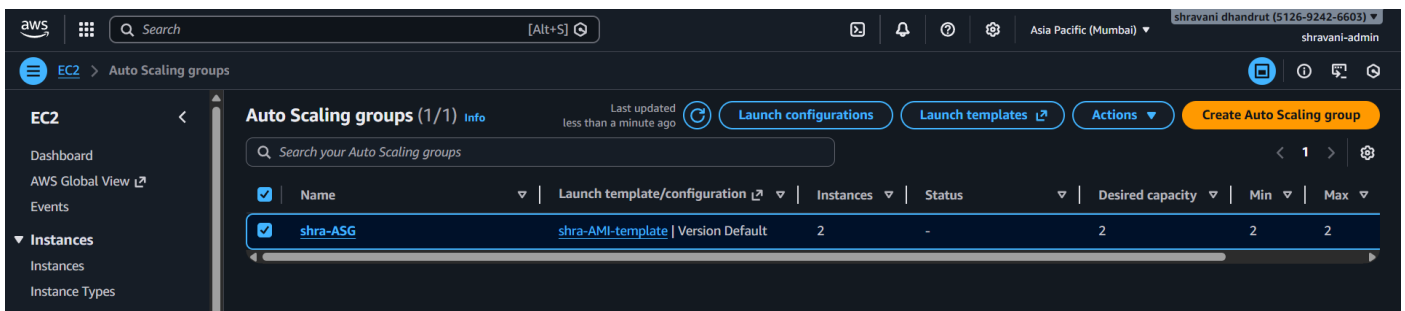 aws Search [Alt+S] Asia Pacific (Mumbai) ▼ shravani dhandrut (5126-9242-6603) ▼
shravani-admin
EC2 > Auto Scaling groups
EC2
Dashboard
AWS Global View
Events
▼ Instances
Instances
Instance Types
Auto Scaling groups (1/1) Info Last updated less than a minute ago Launch configurations Launch templates Actions ▼ Create Auto Scaling group
Search your Auto Scaling groups < 1 >
Name Launch template/configuration Instances Status Desired capacity Min Max
shra-ASG shra-AMI-template | Version Default 2 - 2 2 2